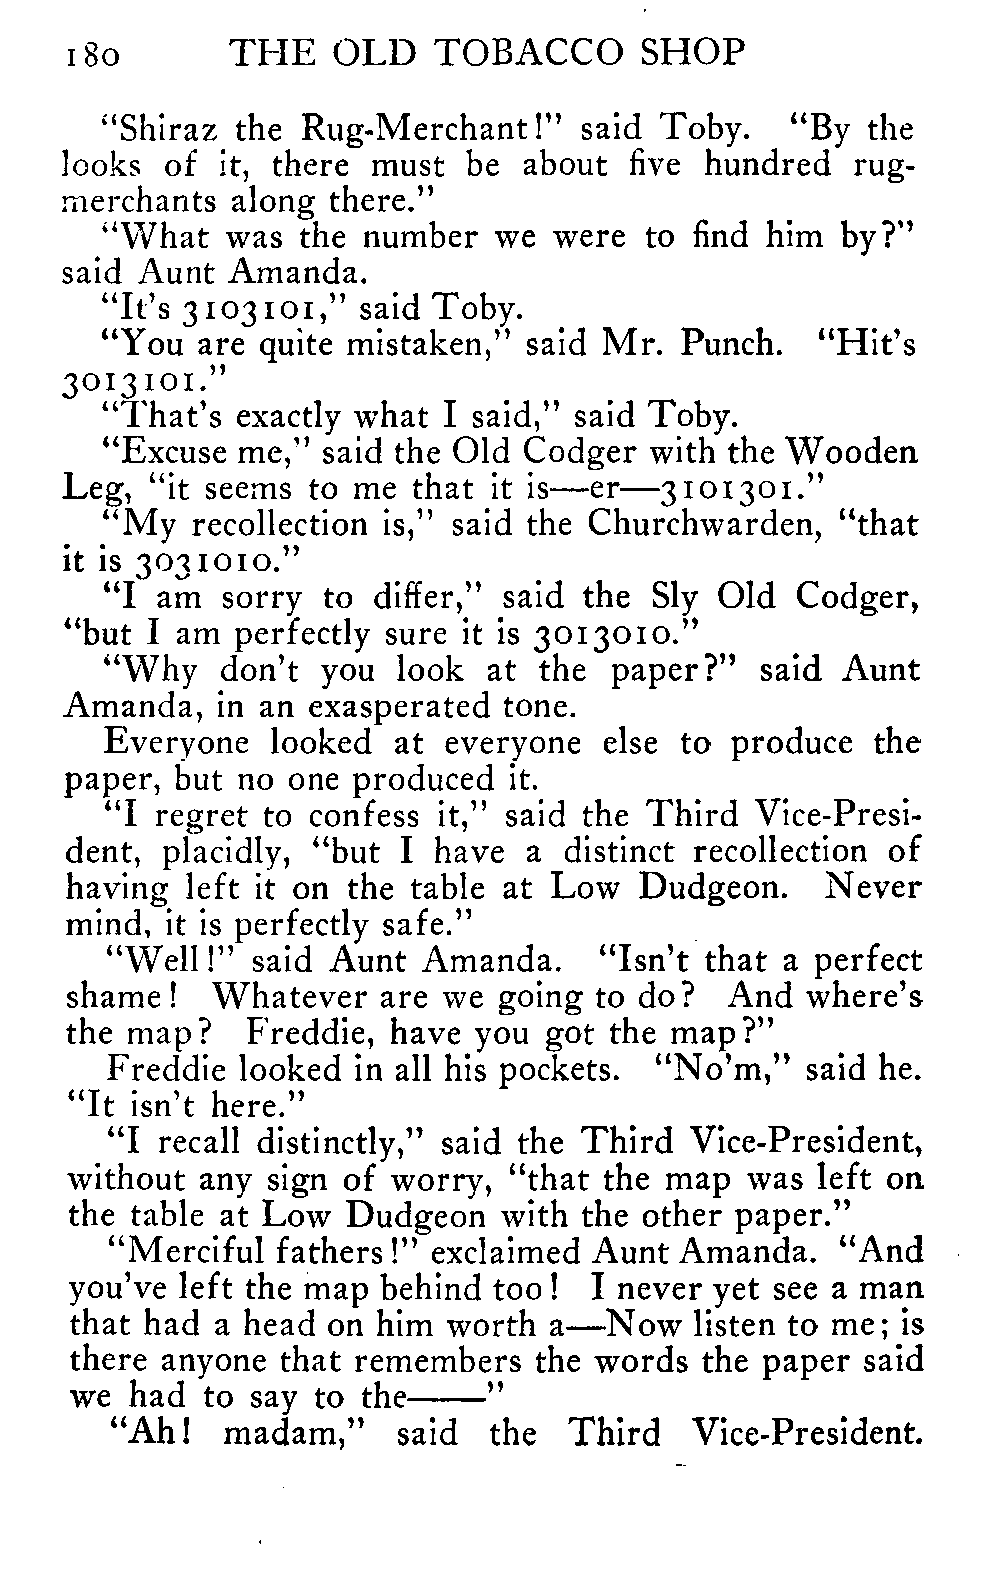 180 THE OLD TOBACCO SHOP
“Shiraz the Rug-Merchant!” said Toby. “By the
looks of it, there must be about five hundred rug-
merchants along there.”
“What was the number we were to find him by?”
said Aunt Amanda.
“It’s 3103101,” said Toby.
“You are quite mistaken,” said Mr. Punch. “Hit’s
3013101.”
“That’s exactly what I said,” said Toby.
“Excuse me,” said the Old Codger with the Wooden
Leg, “it seems to me that it is—er—3101301.”
“My recollection is,” said the Churchwarden, “that
it is 3031010.”
“I am sorry to differ,” said the Sly Old Codger,
“but I am perfectly sure it is 3013010.”
“Why don’t you look at the paper?” said Aunt
Amanda, in an exasperated tone.
Everyone looked at everyone else to produce the
paper, but no one produced it.
“I regret to confess it,” said the Third Vice-Presi-
dent, placidly, “but I have a distinct recollection of
having left it on the table at Low Dudgeon. Never
mind, it is perfectly safe.”
“Well!” said Aunt Amanda. “Isn’t that a perfect
shame! Whatever are we going to do? And where’s
the map? Freddie, have you got the map?”
Freddie looked in all his pockets. “No’m,” said he.
“It isn’t here.”
“I recall distinctly,” said the Third Vice-President,
without any sign of worry, “that the map was left on
the table at Low Dudgeon with the other paper.”
“Merciful fathers!” exclaimed Aunt Amanda. “And
you’ve left the map behind too! I never yet see a man
that had a head on him worth a—Now listen to me; is
there anyone that remembers the words the paper said
we had to say to the——”
“Ah! madam,” said the Third Vice-President.